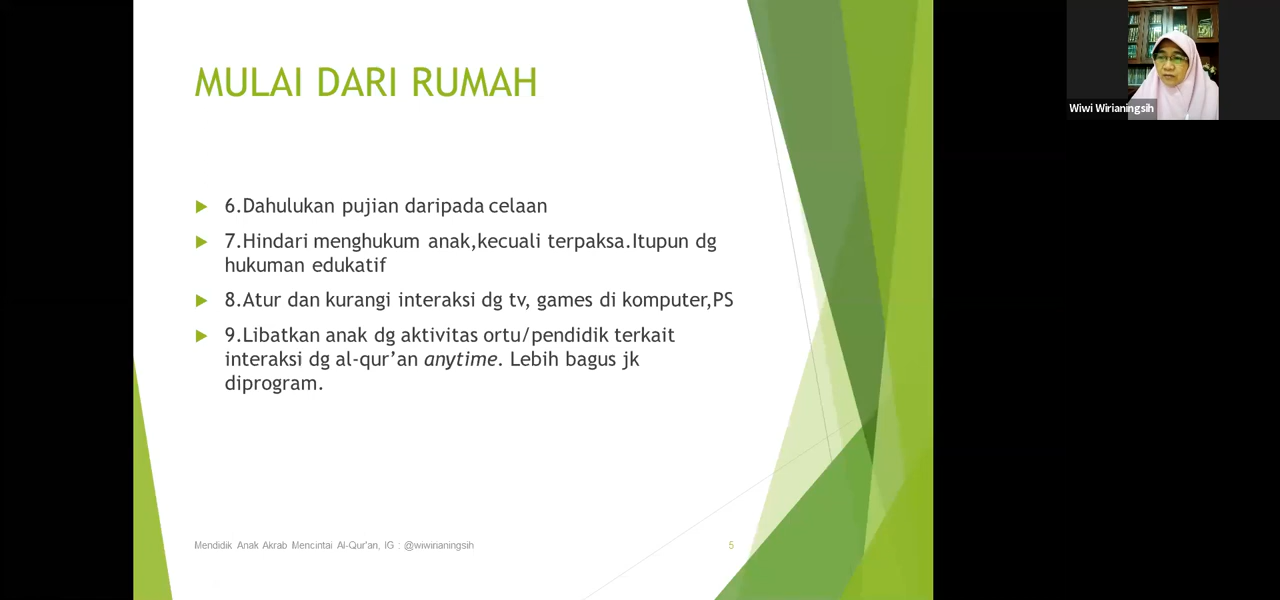 MULAI DARI RUMAH
6.Dahulukan pujian daripada celaan
7.Hindari menghukum anak,kecuali terpaksa.Itupun dg
hukuman edukatif
8.Atur dan kurangi interaksi dg tv, games di komputer,PS
9.Libatkan anak dg aktivitas ortu/pendidik terkait
interaksi dg al-qur’an anytime. Lebih bagus jk
diprogram.
Mendidik Anak Akrab Mencintai Al-Qur'an, IG : @wiwirianingsih
5
Wiwi Wirianingsih